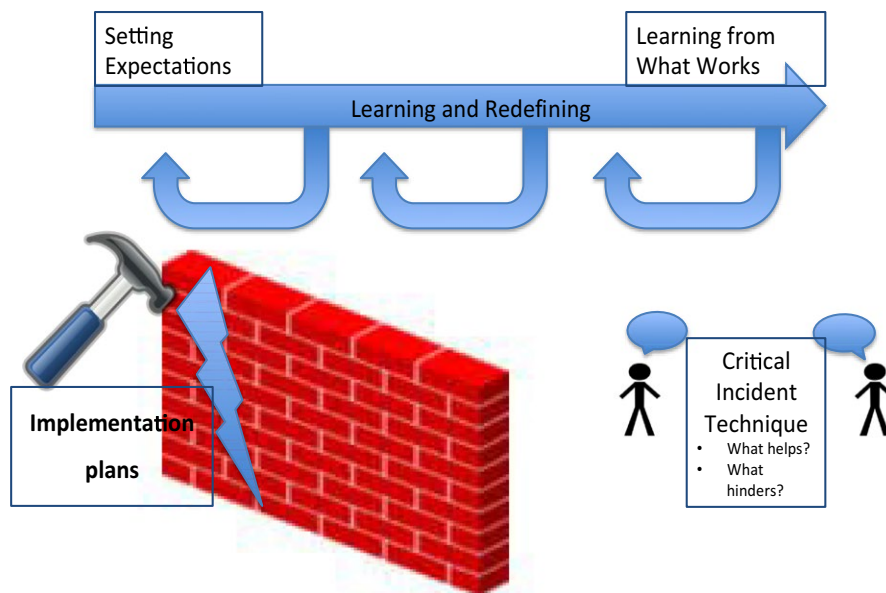 Setting
Expectations
Learning from
What Works
Learning and Redefining
Implementation
plans
Critical
Incident
Technique
• What helps?
• What
hinders?